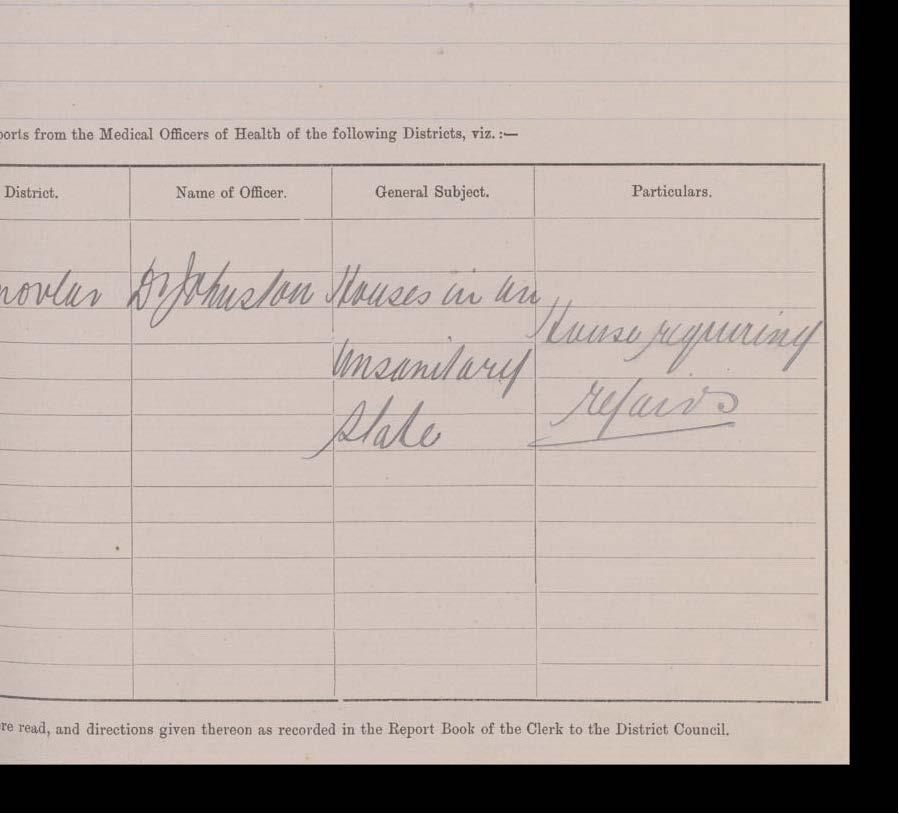 ports from the Medical Officers of Health of the following Districts, viz. :—
District. Name of Officer. General Subject. Particulars.
Dr Johnston Houses in an
House requiring
Unsanitary
repairs
State
re read, and directions given thereon as recorded in the Report Book of the Clerk to the District Council.